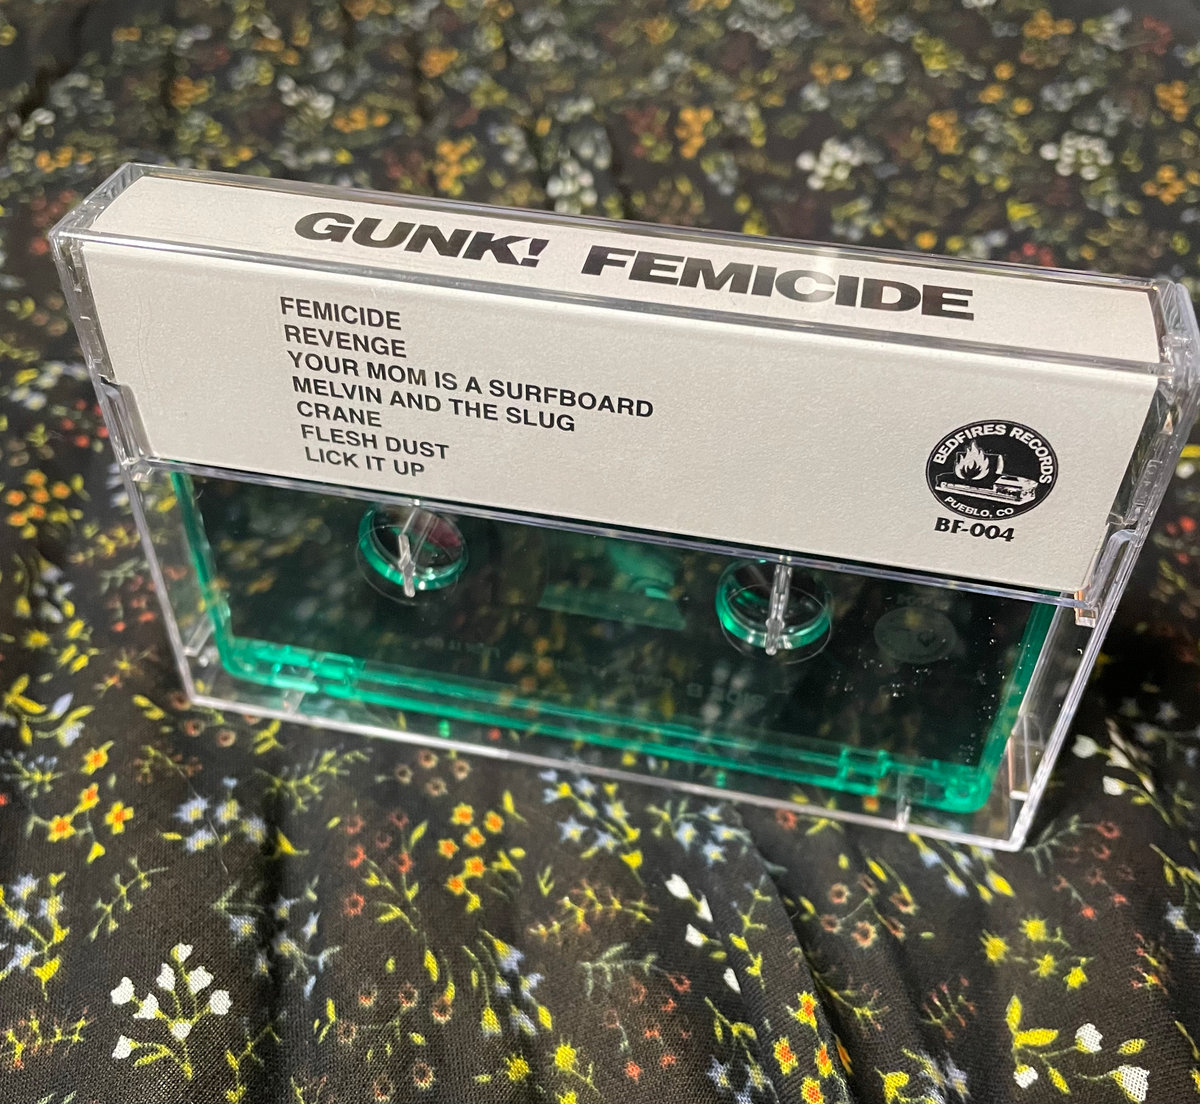 GUNK! FEMICIDE
FEMICIDE
REVENGE
YOUR MOM IS A SURFBOARD
MELVIN AND THE SLUG
CRANE
FLESH DUST
LICK IT UP
BEDFIRES RECORDS
PUEBLO, CO
BF-004